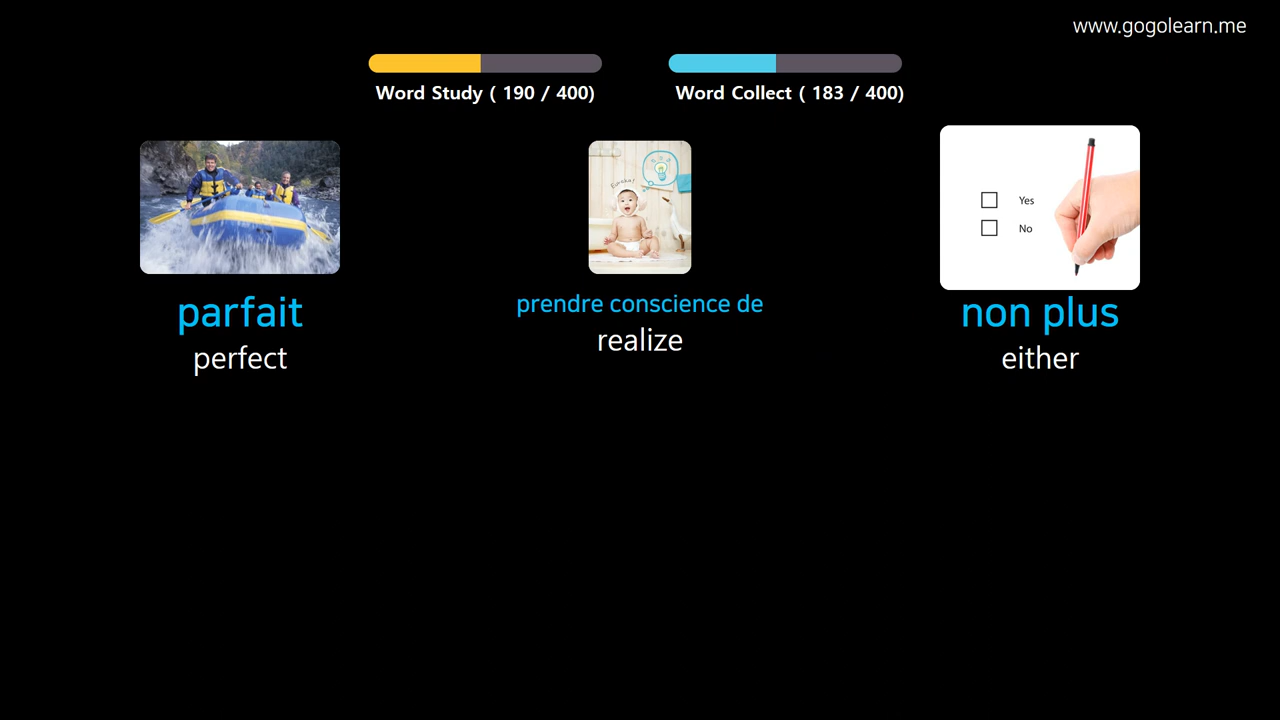 www.gogolearn.me
Word Study ( 190 / 400)
Word Collect ( 183 / 400)
Eureka!
Yes
No
parfait
perfect
prendre conscience de
realize
non plus
either